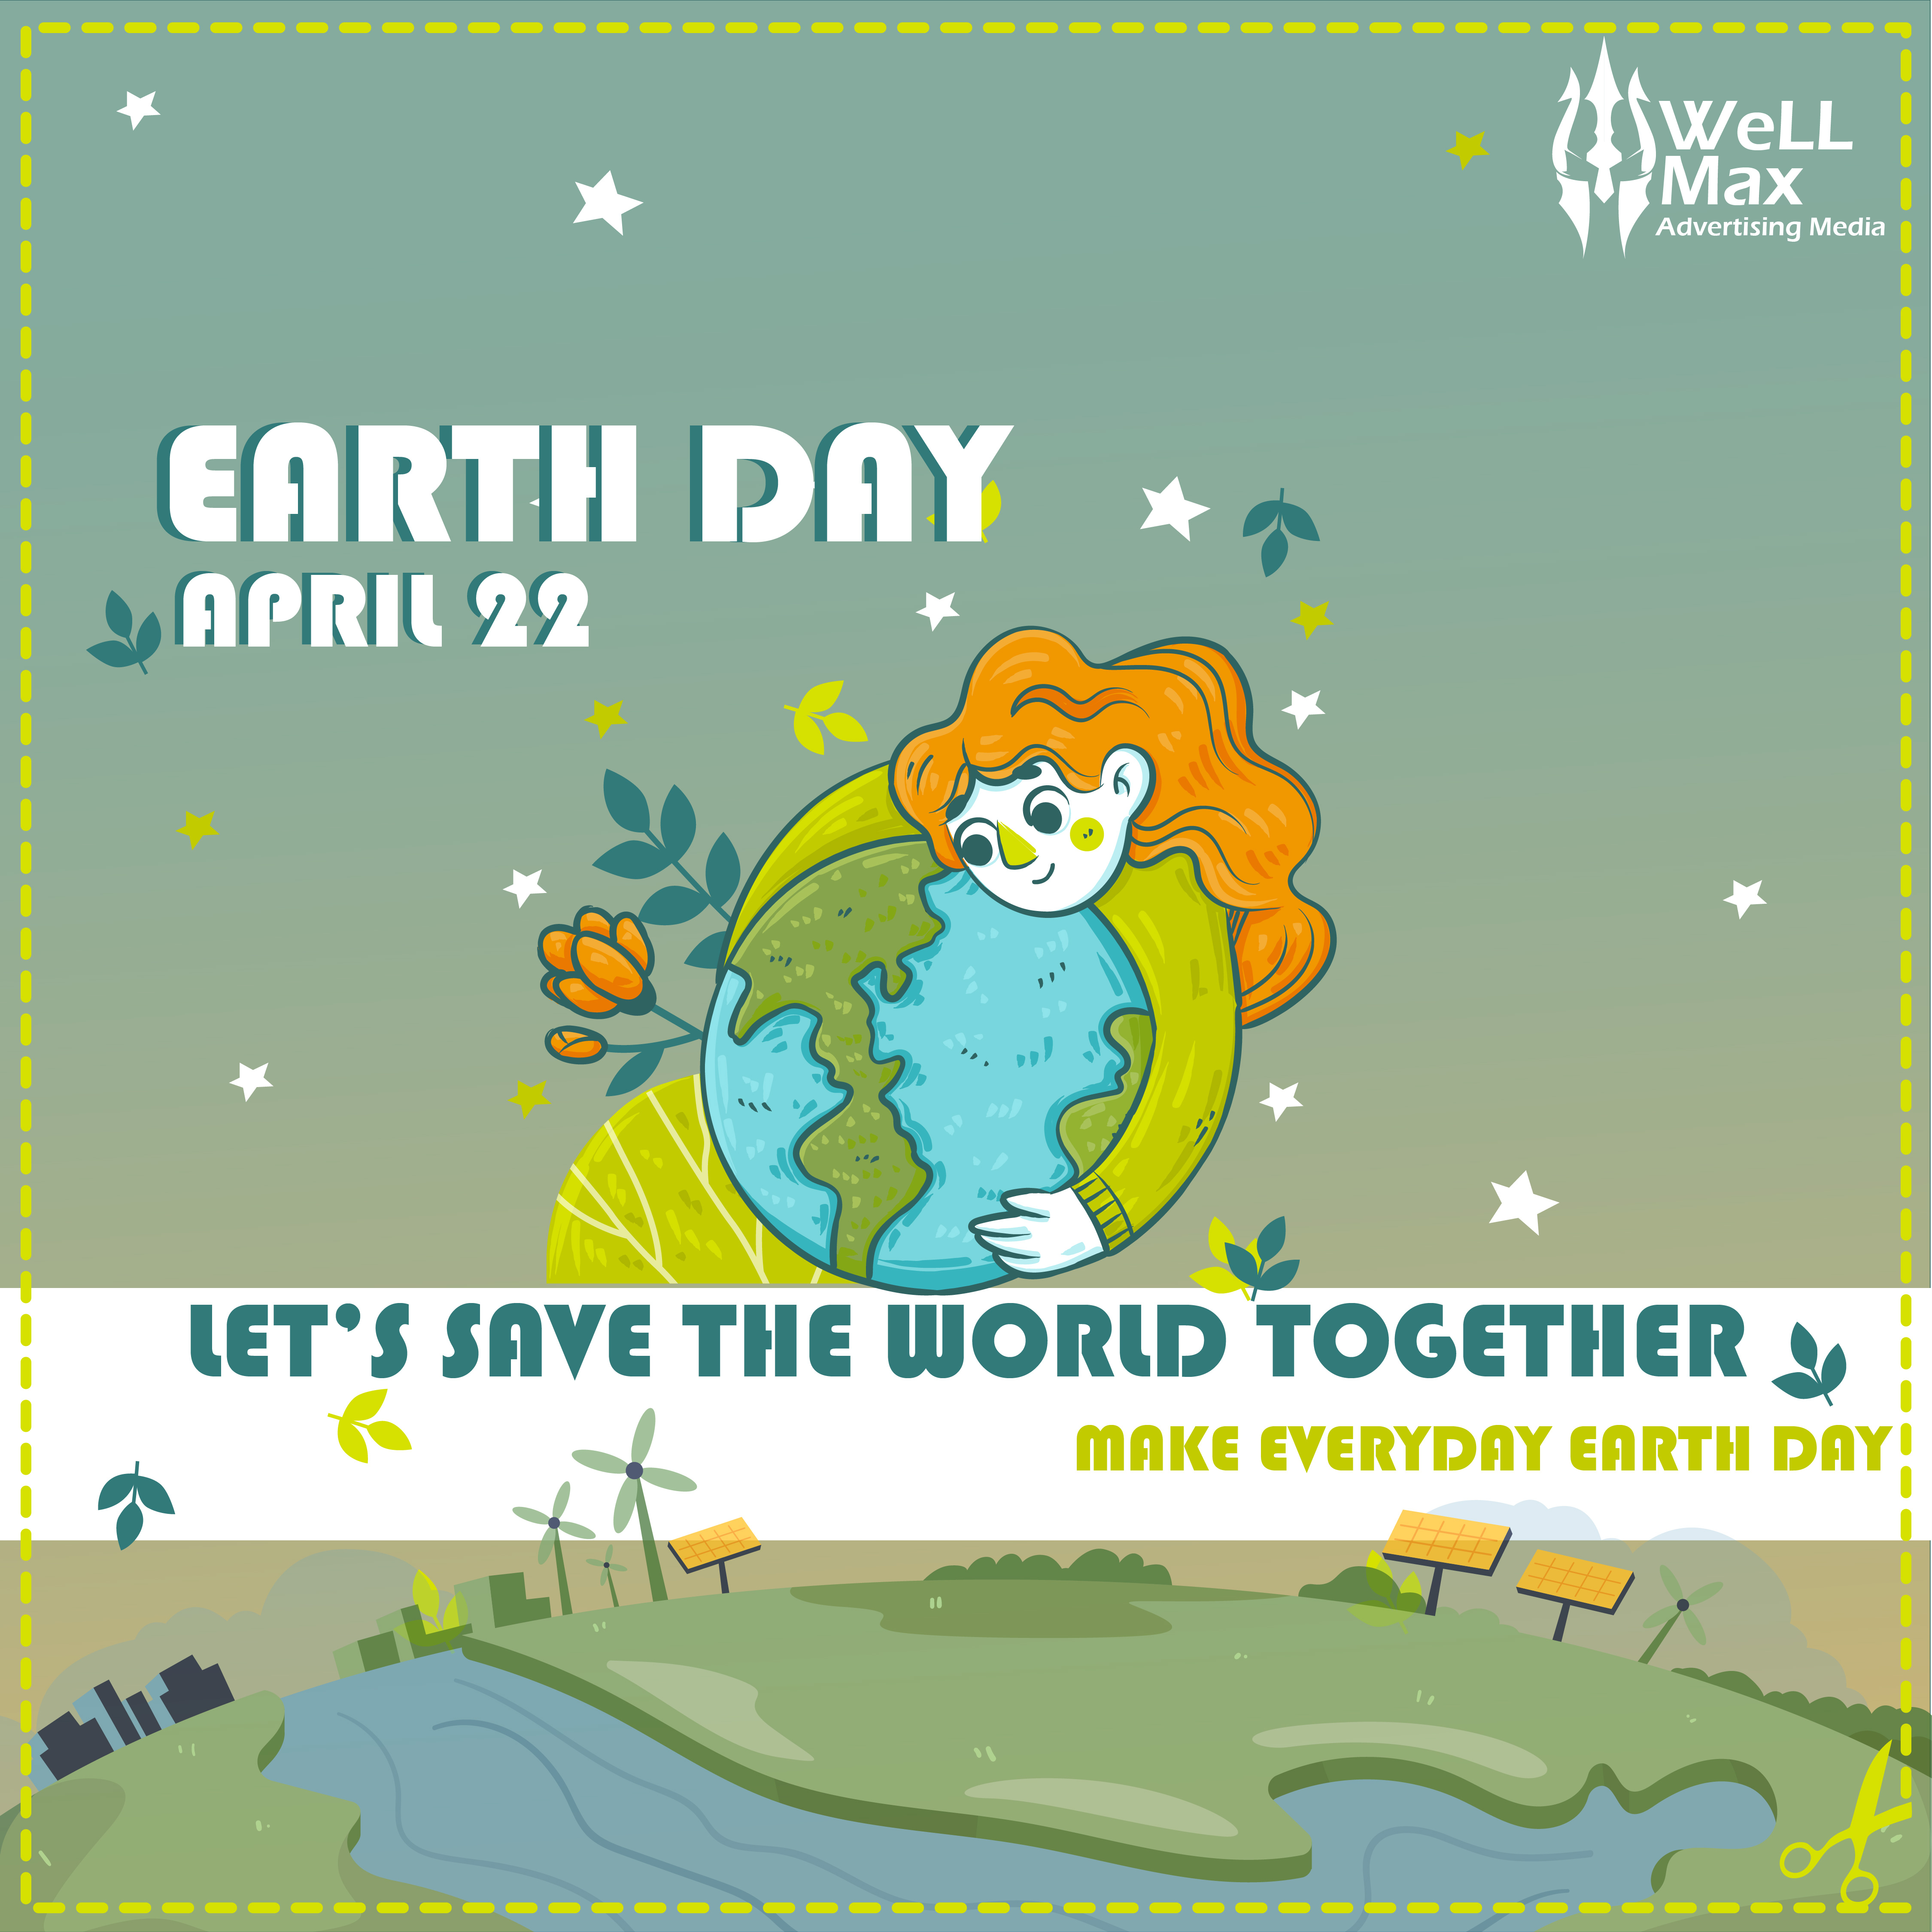 WeLL
Max
Advertising Media
EARTH DAY
APRIL 22
LET'S SAVE THE WORLD TOGETHER
MAKE EVERYDAY EARTH DAY